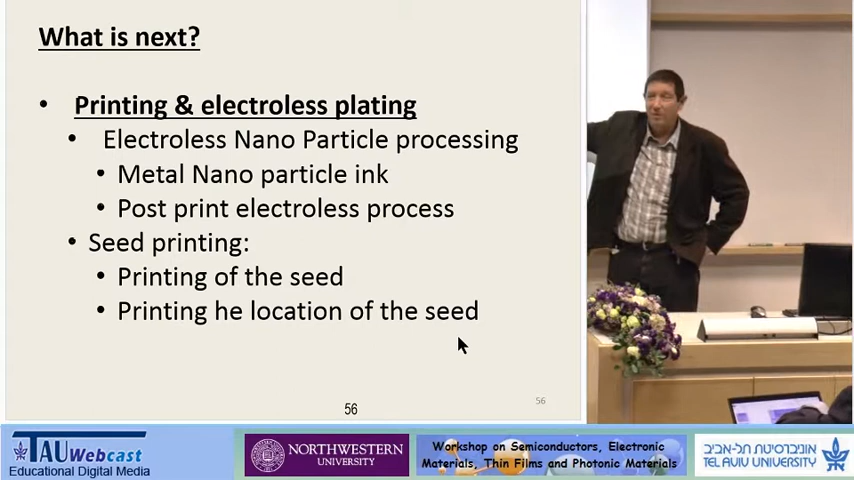 What is next?
• Printing & electroless plating
• Electroless Nano Particle processing
• Metal Nano particle ink
• Post print electroless process
• Seed printing:
• Printing of the seed
• Printing he location of the seed
56
56
TAU Webcast
Educational Digital Media
NORTHWESTERN
UNIVERSITY
Workshop on Semiconductors, Electronic
Materials, Thin Films and Photonic Materials
אוניברסיטת תל-אביב
TEL AVIV UNIVERSITY